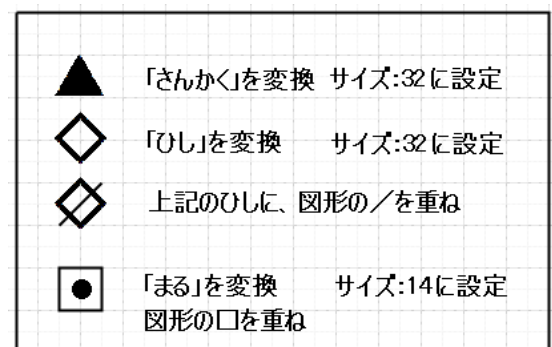 「さんかく」を変換 サイズ:32に設定
「ひし」を変換 サイズ:32に設定
上記のひしに、図形の／を重ね
「まる」を変換 サイズ:14に設定
図形の□を重ね